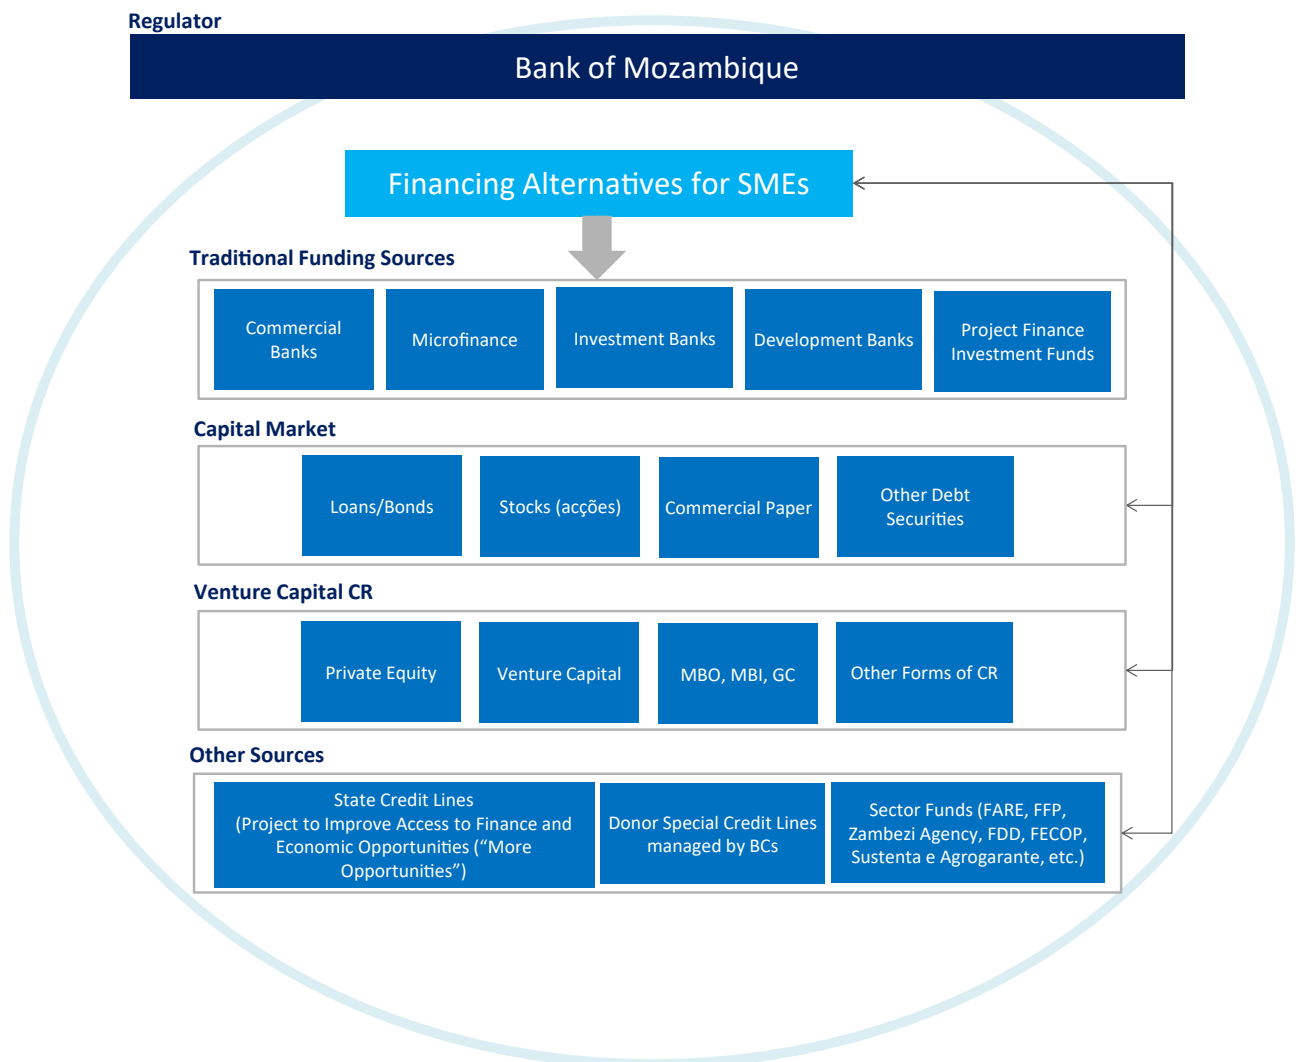 Regulator
Bank of Mozambique
Financing Alternatives for SMEs
Traditional Funding Sources
Commercial
Banks
Microfinance
Investment Banks
Development Banks
Project Finance
Investment Funds
Capital Market
Loans/Bonds
Stocks (acções)
Commercial Paper
Other Debt
Securities
Venture Capital CR
Private Equity
Venture Capital
MBO, MBI, GC
Other Forms of CR
Other Sources
State Credit Lines
(Project to Improve Access to Finance and
Economic Opportunities (“More
Opportunities”)
Donor Special Credit Lines
managed by BCs
Sector Funds (FARE, FFP,
Zambezi Agency, FDD, FECOP,
Sustenta e Agrogarante, etc.)